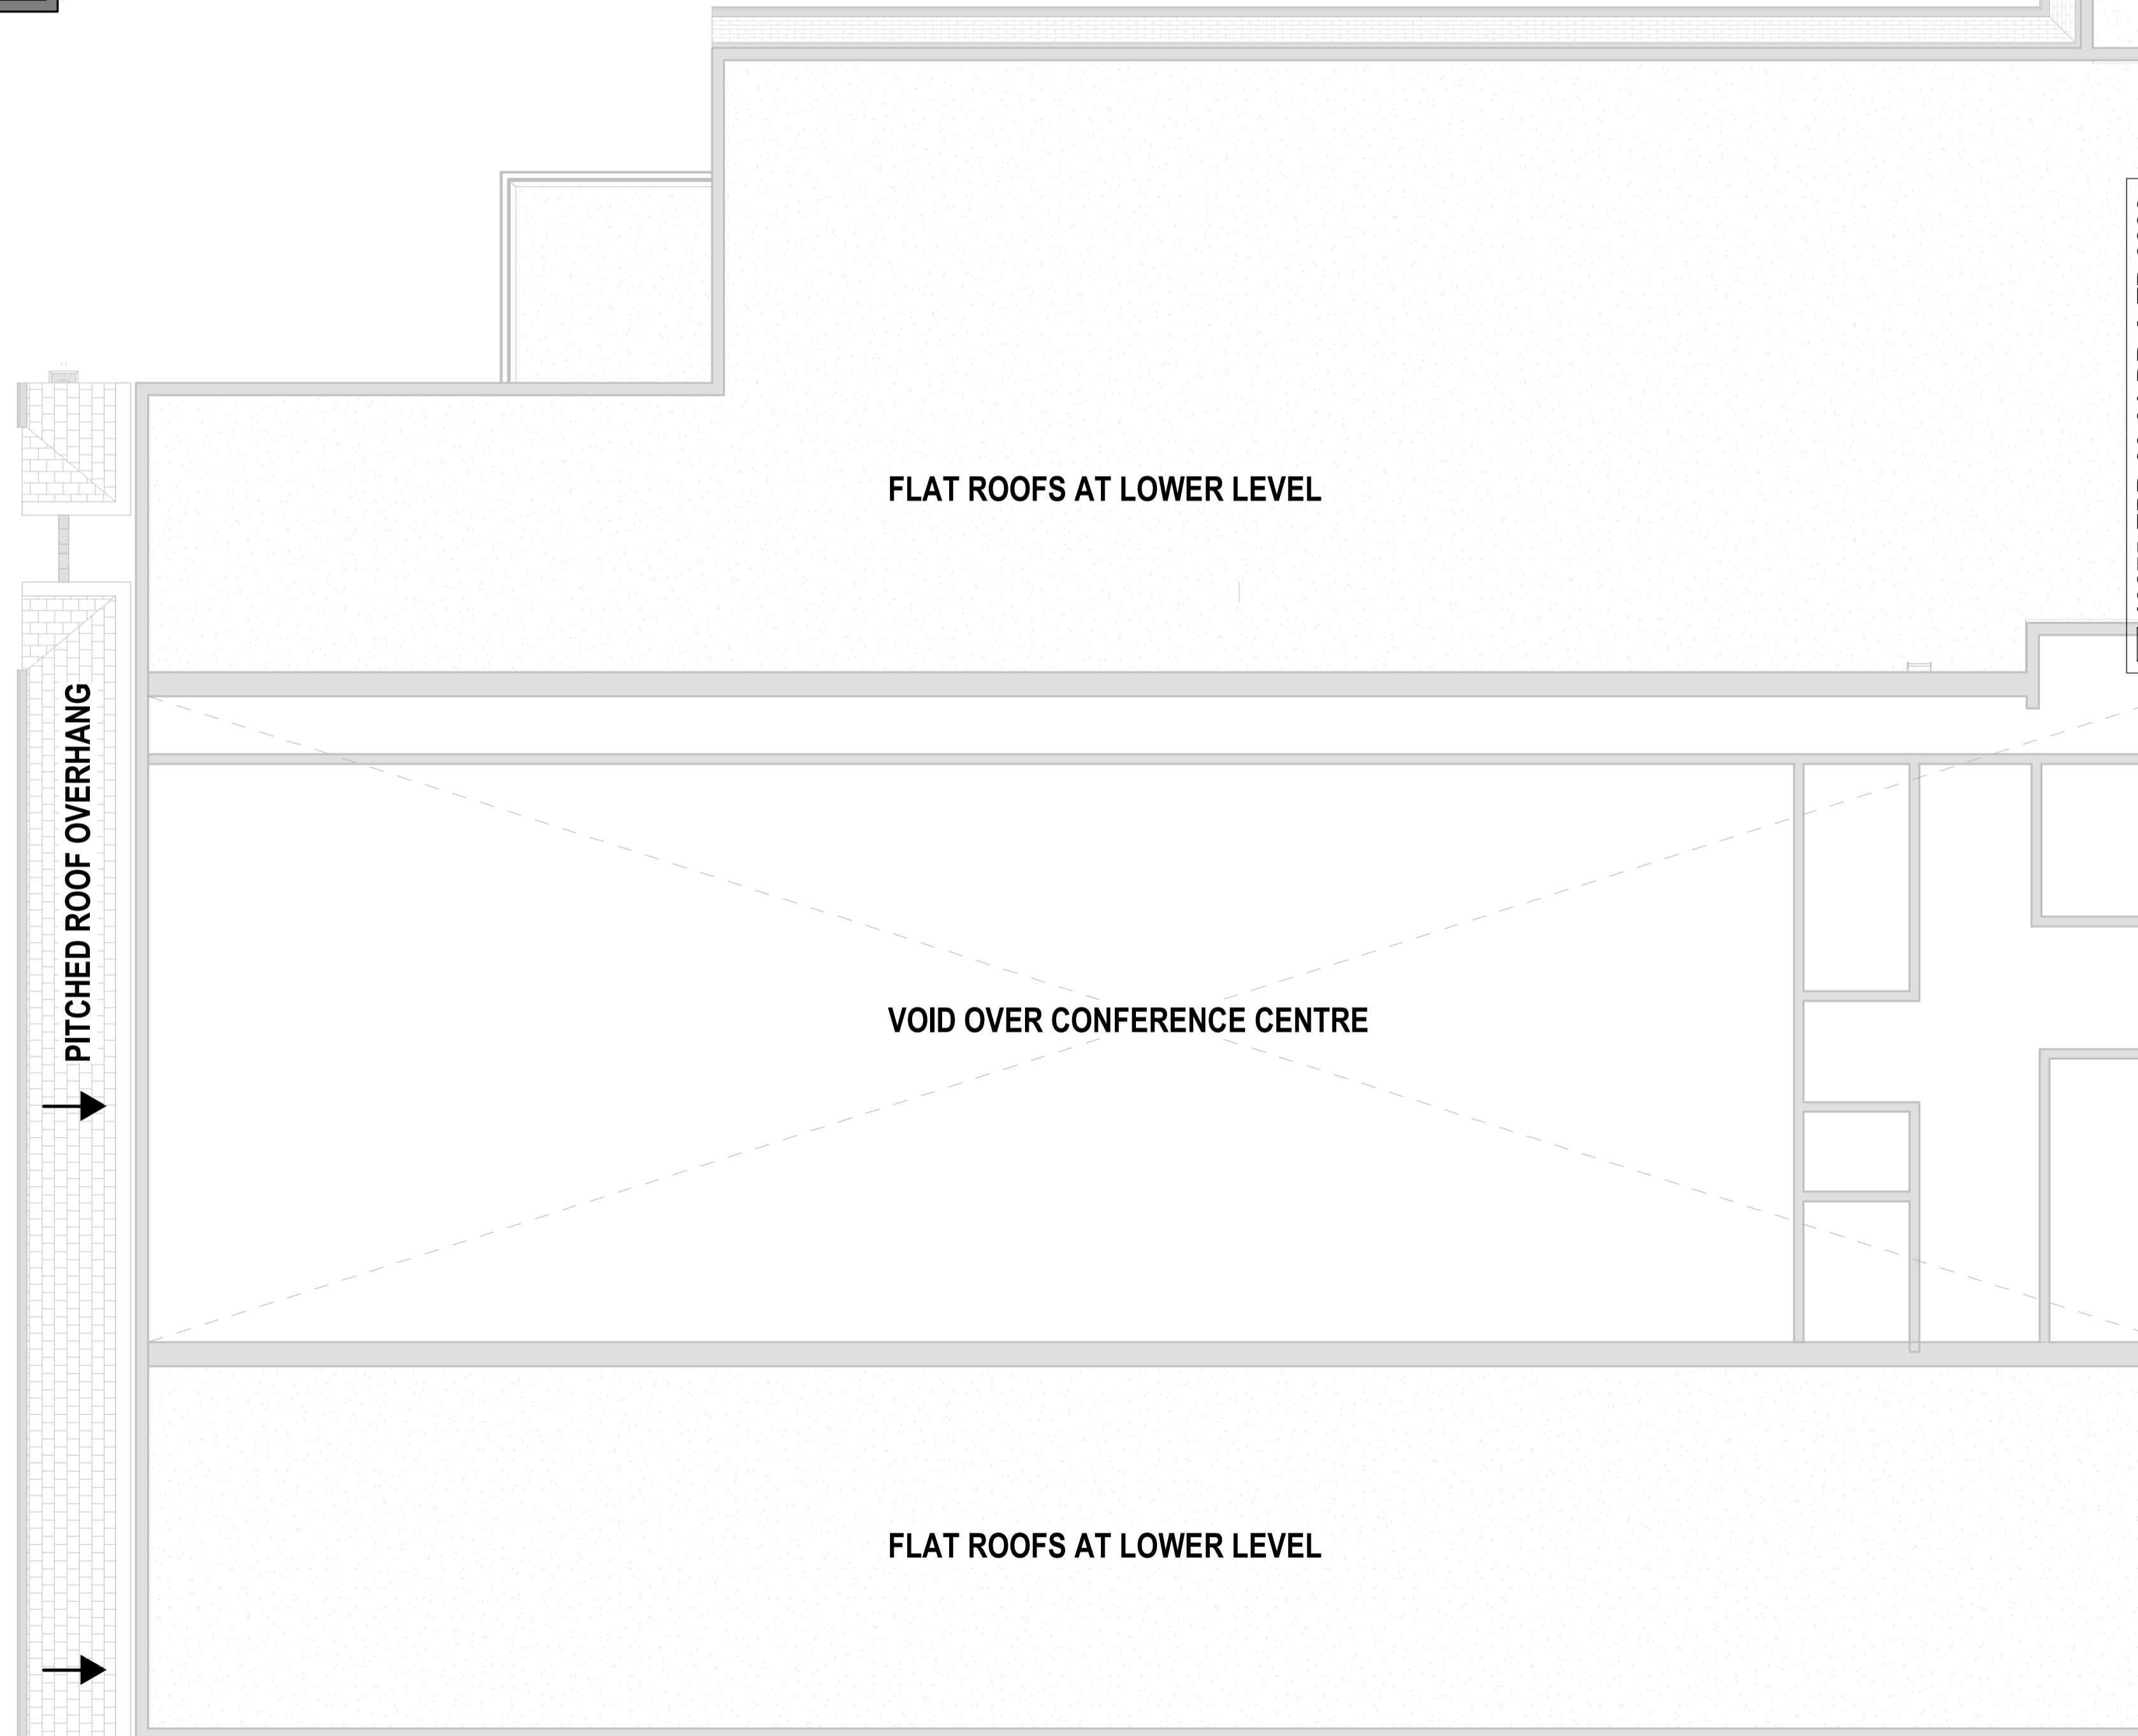 FLAT ROOFS AT LOWER LEVEL
PITCHED ROOF OVERHANG
VOID OVER CONFERENCE CENTRE
FLAT ROOFS AT LOWER LEVEL